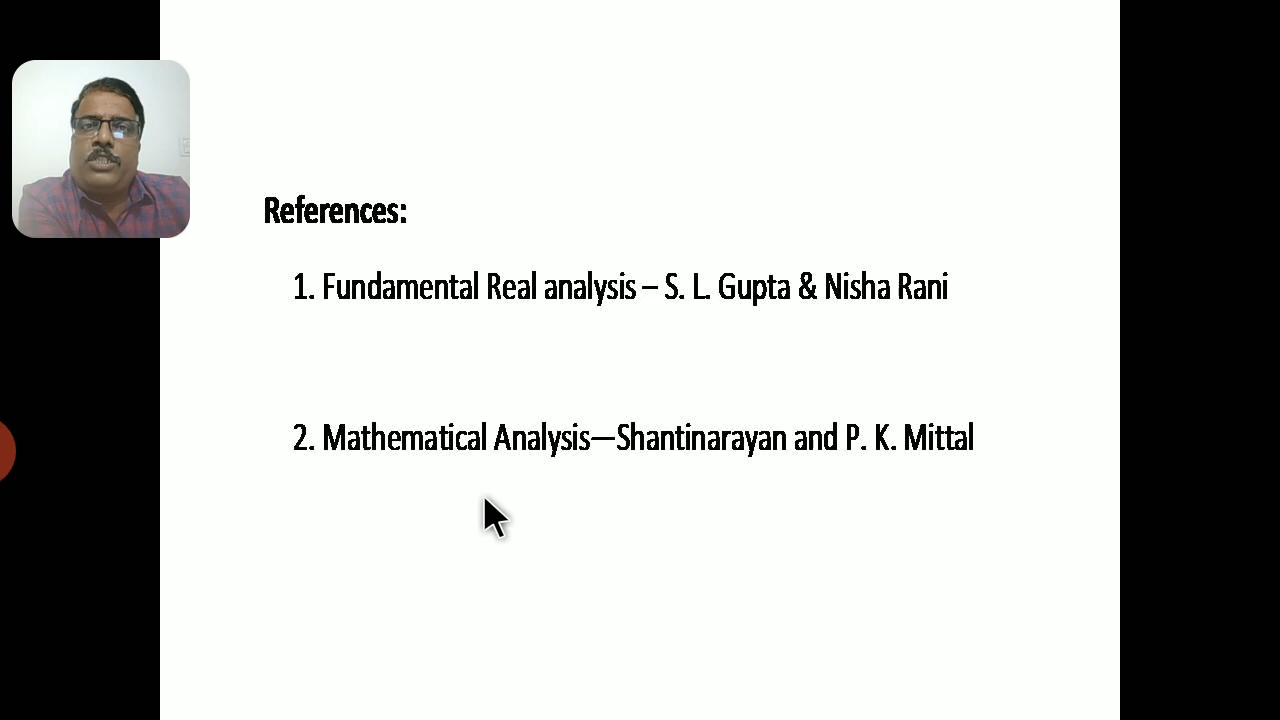 References:
1. Fundamental Real analysis – S. L. Gupta & Nisha Rani
2. Mathematical Analysis—Shantinarayan and P. K. Mittal